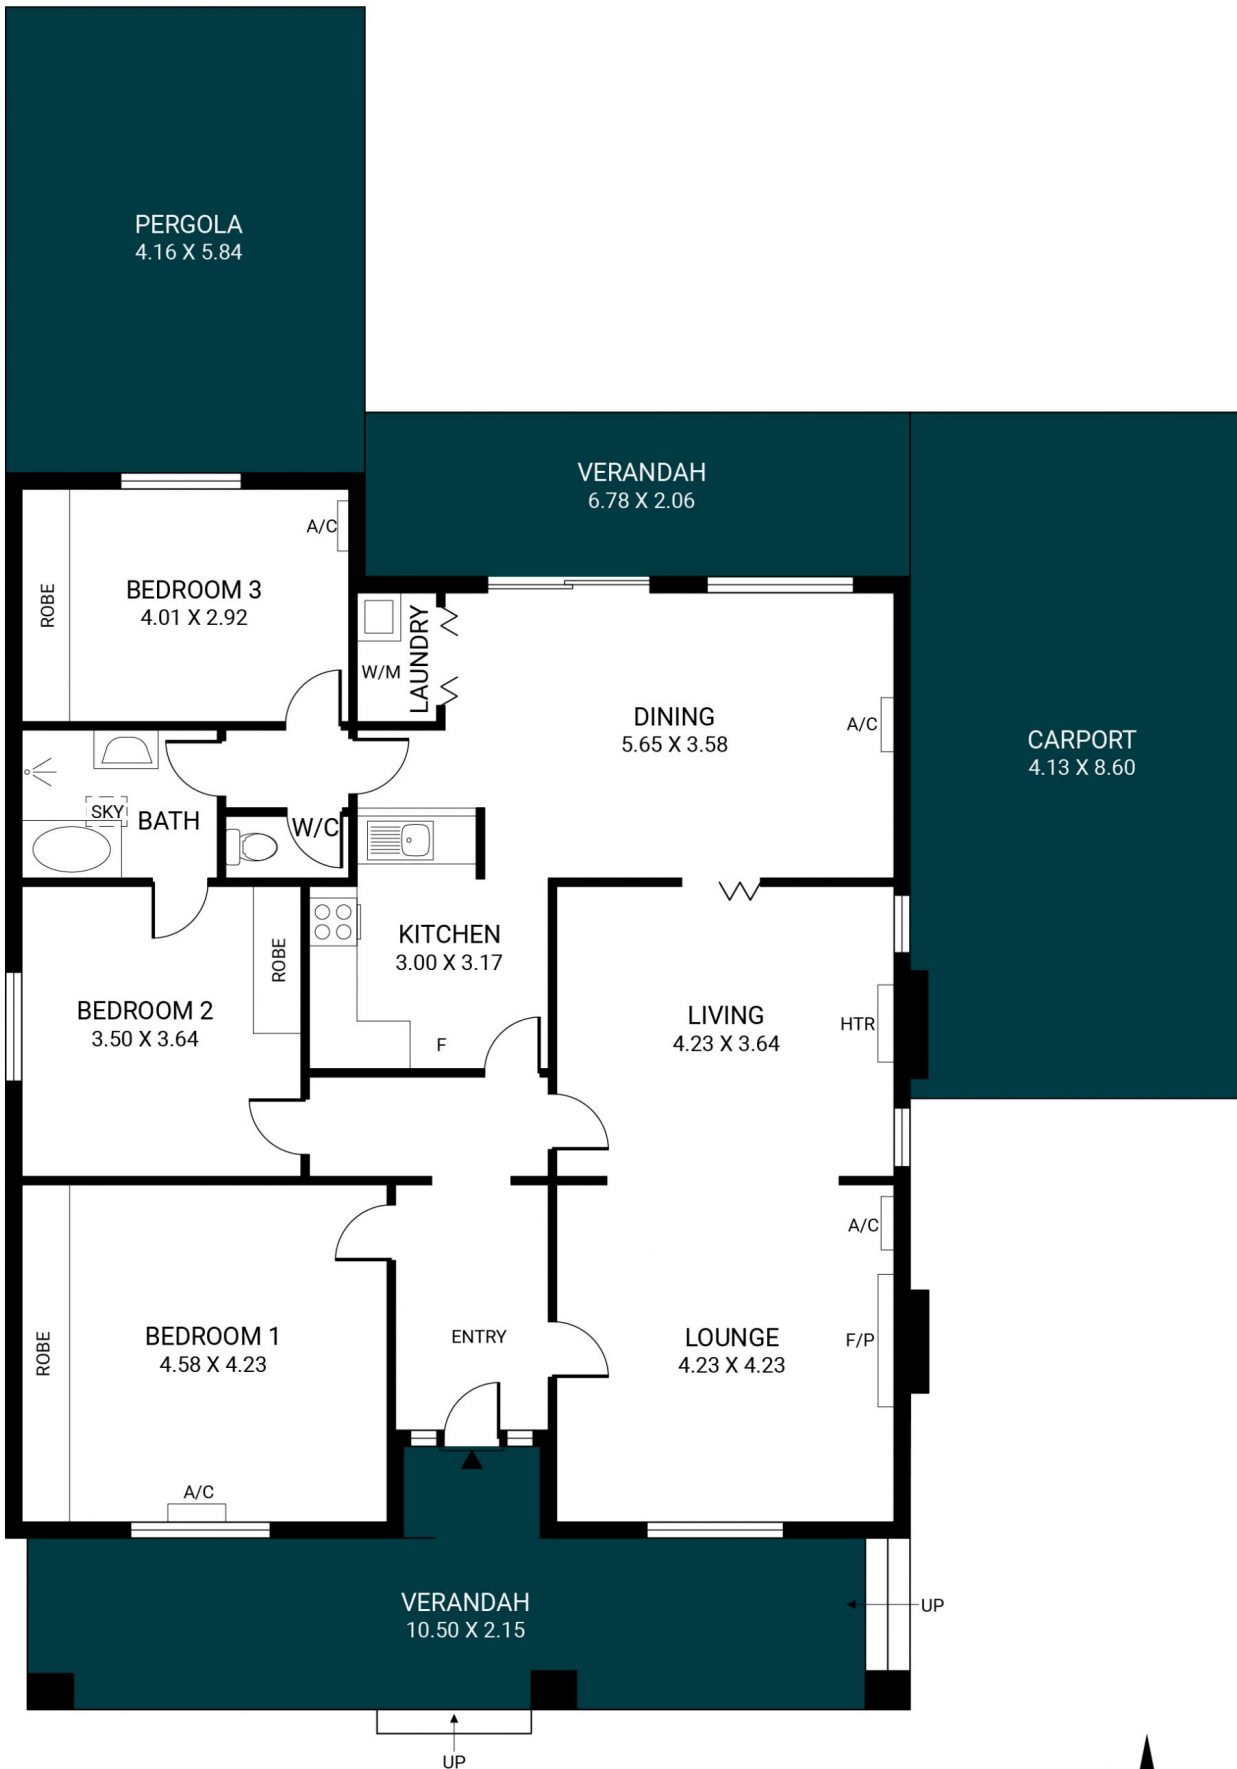 PERGOLA
4.16 X 5.84
VERANDAH
6.78 X 2.06
A/C
BEDROOM 3
4.01 X 2.92
ROBE
LAUNDRY
W/M
DINING
5.65 X 3.58
A/C
CARPORT
4.13 X 8.60
SKY
BATH
W/C
KITCHEN
3.00 X 3.17
ROBE
BEDROOM 2
3.50 X 3.64
F
LIVING
4.23 X 3.64
HTR
A/C
BEDROOM 1
4.58 X 4.23
ROBE
ENTRY
LOUNGE
4.23 X 4.23
F/P
A/C
VERANDAH
10.50 X 2.15
UP
UP